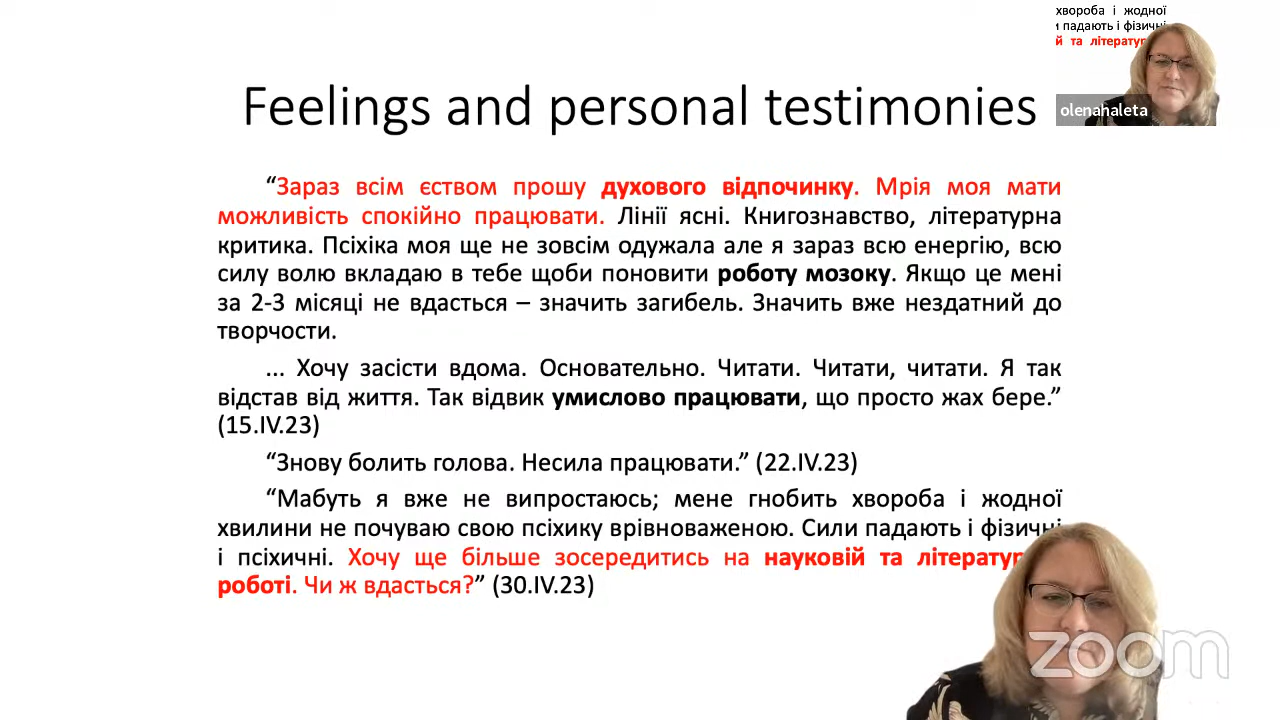 хвороба і жодної
и падають і фізичні
й та літератур
olenahaleta
Feelings and personal testimonies
“Зараз всім єством прошу духового відпочинку. Мрія моя мати
можливість спокійно працювати. Лінії ясні. Книгознавство, літературна
критика. Псіхіка моя ще не зовсім одужала але я зараз всю енергію, всю
силу волю вкладаю в тебе щоби поновити роботу мозоку. Якщо це мені
за 2-3 місяці не вдасться – значить загибель. Значить вже нездатний до
творчости.
... Хочу засісти вдома. Основательно. Читати. Читати, читати. Я так
відстав від життя. Так відвик умислово працювати, що просто жах бере.”
(15.IV.23)
“Знову болить голова. Несила працювати.” (22.IV.23)
“Мабуть я вже не випростаюсь; мене гнобить хвороба і жодної
хвилини не почуваю свою психику врівноваженою. Сили падають і фізичні
і псіхичні. Хочу ще більше зосередитись на науковій та літератур
роботі. Чи ж вдасться?” (30.IV.23)
zoom